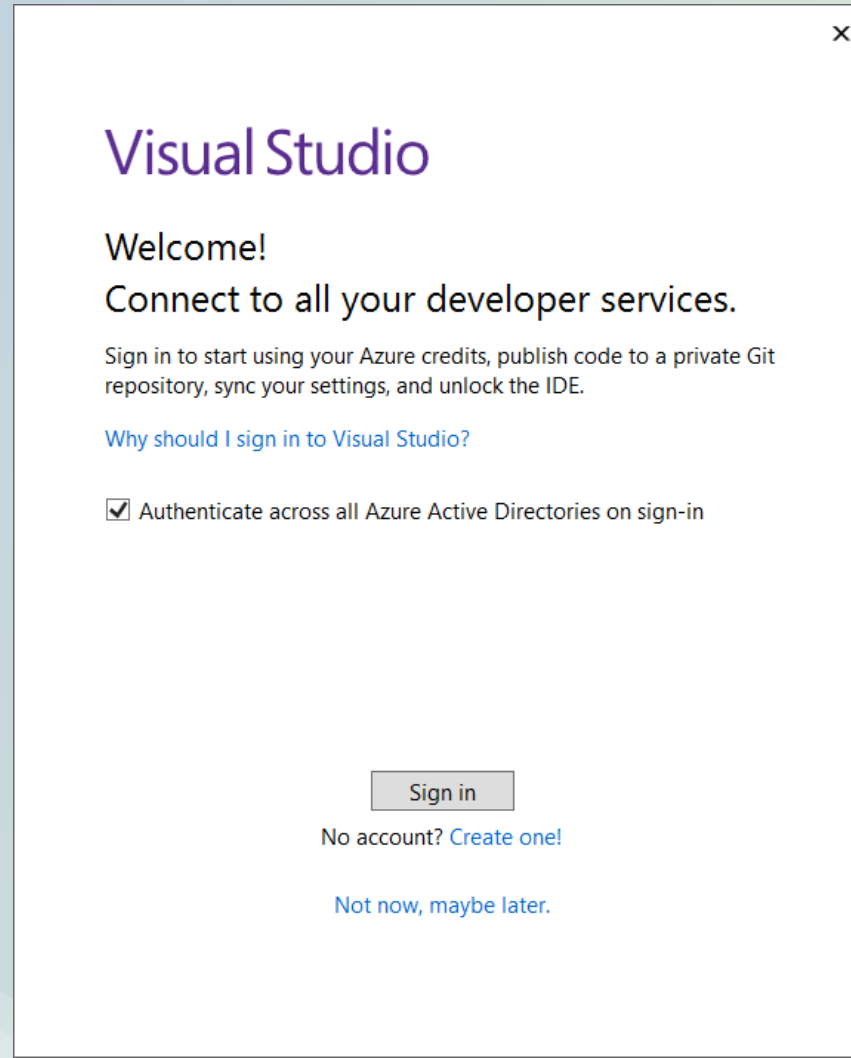 Visual Studio
Welcome!
Connect to all your developer services.
Sign in to start using your Azure credits, publish code to a private Git
repository, sync your settings, and unlock the IDE.
Why should I sign in to Visual Studio?
Authenticate across all Azure Active Directories on sign-in
Sign in
No account? Create one!
Not now, maybe later.